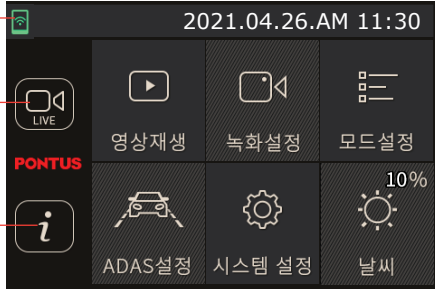 2021.04.26.AM 11:30
LIVE
영상재생
녹화설정
모드설정
PONTUS
10%
i
ADAS설정
시스템 설정
날씨